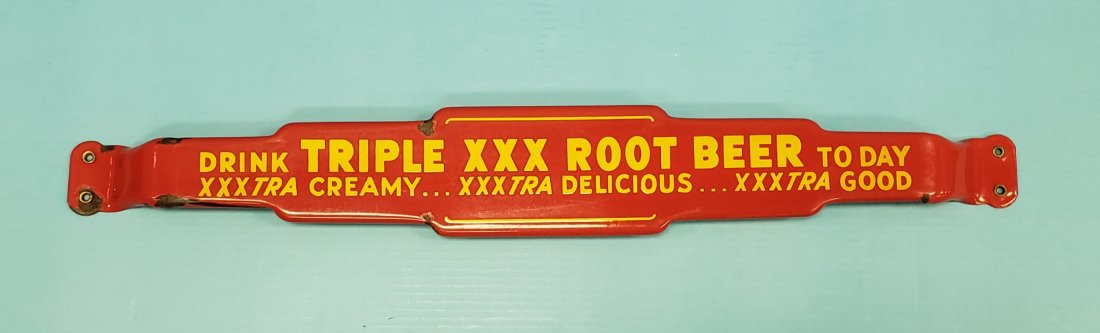 DRINK TRIPLE XXX ROOT BEER TO DAY
XXXTRA CREAMY... XXXTRA DELICIOUS... XXXTRA GOOD